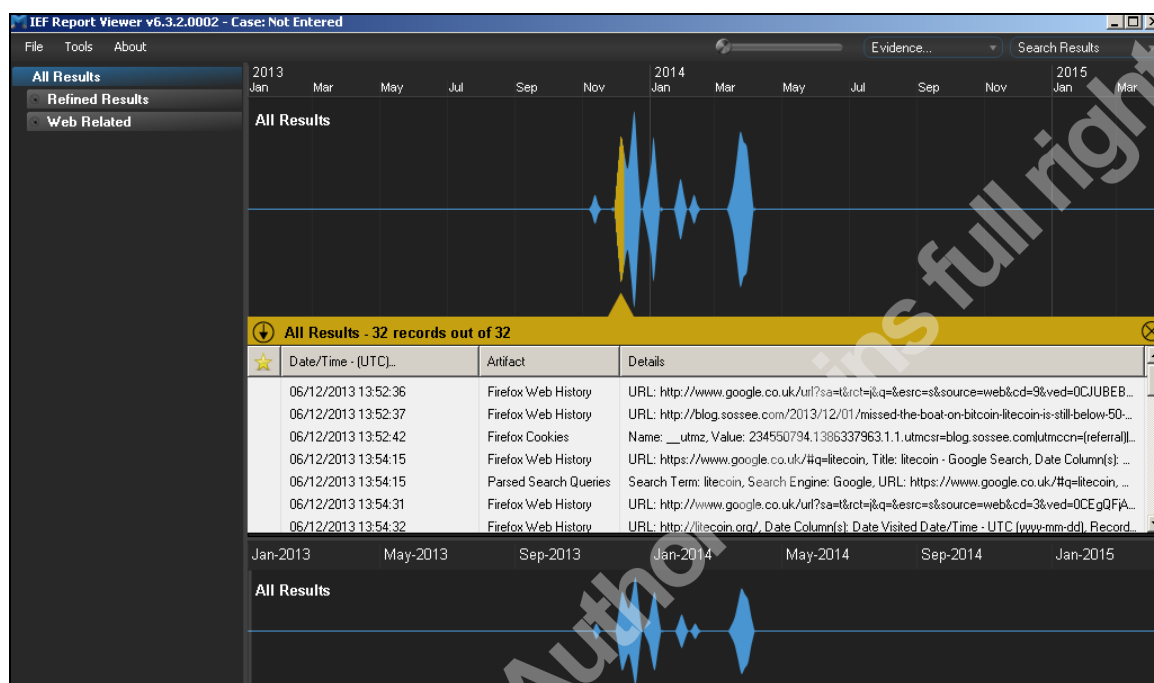 IEF Report Viewer v6.3.2.0002 - Case: Not Entered
File Tools About Evidence... Search Results
All Results
Refined Results
Web Related
2013 2014 2015
Jan Mar May Jul Sep Nov Jan Mar May Jul Sep Nov Jan Mar
All Results
All Results - 32 records out of 32
Date/Time - (UTC)... Artifact Details
06/12/2013 13:52:36 Firefox Web History URL: http://www.google.co.uk/url?sa=t&rct=j&q=&esrc=s&source=web&cd=9&ved=0CJUBEB...
06/12/2013 13:52:37 Firefox Web History URL: http://blog.sossee.com/2013/12/01/missed-the-boat-on-bitcoin-litecoin-is-still-below-50-...
06/12/2013 13:52:42 Firefox Cookies Name: __utmz, Value: 234550794.1386337963.1.1.utmcsr=blog.sossee.com|utmccn=(referral)|...
06/12/2013 13:54:15 Firefox Web History URL: https://www.google.co.uk/#q=litecoin, Title: litecoin - Google Search, Date Column(s): ...
06/12/2013 13:54:15 Parsed Search Queries Search Term: litecoin, Search Engine: Google, URL: https://www.google.co.uk/#q=litecoin, ...
06/12/2013 13:54:31 Firefox Web History URL: http://www.google.co.uk/url?sa=t&rct=j&q=&esrc=s&source=web&cd=3&ved=0CEgQFjA...
06/12/2013 13:54:32 Firefox Web History URL: http://litecoin.org/, Date Column(s): Date Visited Date/Time - UTC (yyyy-mm-dd), Record...
Jan-2013 May-2013 Sep-2013 Jan-2014 May-2014 Sep-2014 Jan-2015
All Results
Author ins full righ